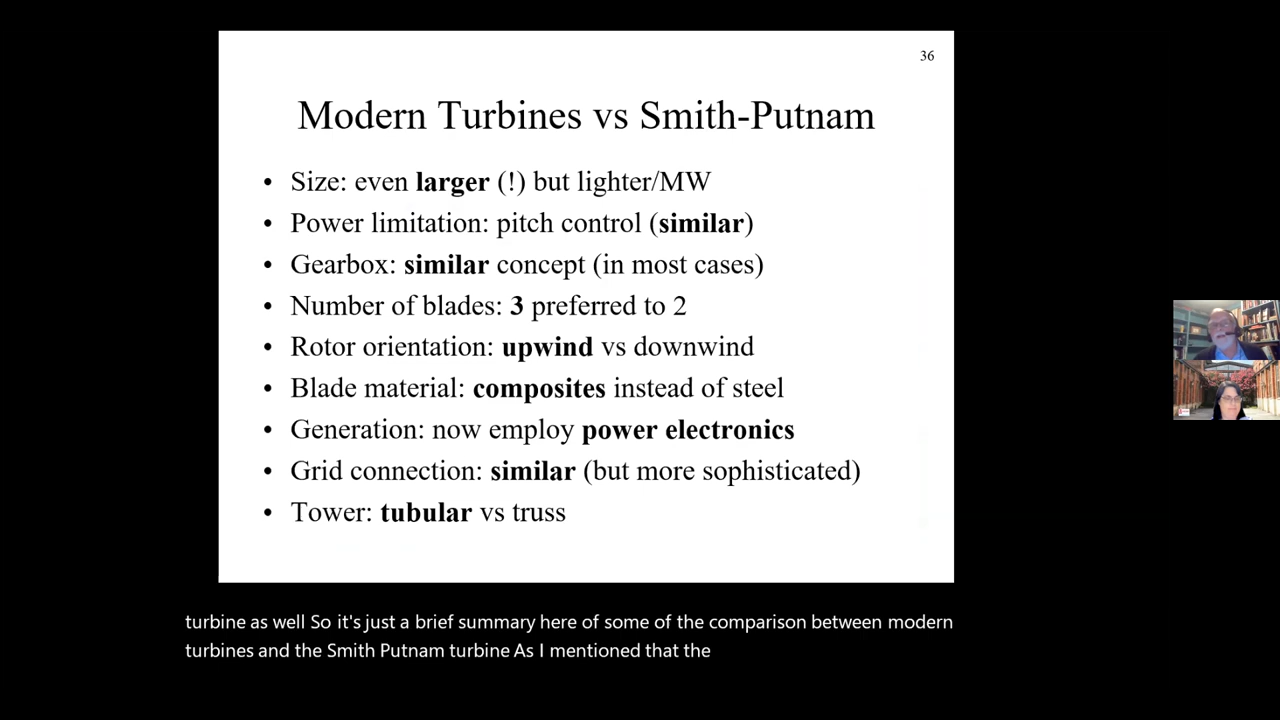 36
Modern Turbines vs Smith-Putnam
• Size: even larger (!) but lighter/MW
• Power limitation: pitch control (similar)
• Gearbox: similar concept (in most cases)
• Number of blades: 3 preferred to 2
• Rotor orientation: upwind vs downwind
• Blade material: composites instead of steel
• Generation: now employ power electronics
• Grid connection: similar (but more sophisticated)
• Tower: tubular vs truss
turbine as well So it's just a brief summary here of some of the comparison between modern
turbines and the Smith Putnam turbine As I mentioned that the